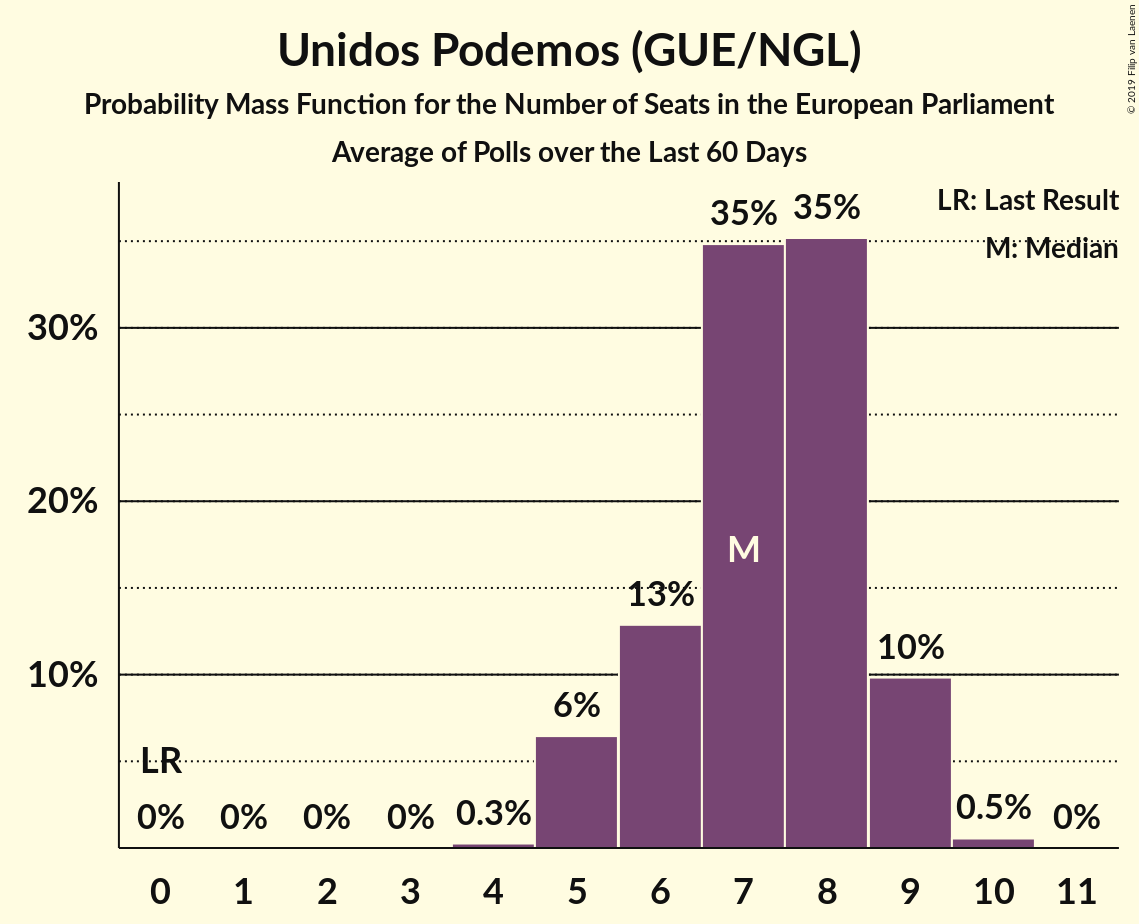 Unidos Podemos (GUE/NGL)
Probability Mass Function for the Number of Seats in the European Parliament
Average of Polls over the Last 60 Days
© 2019 Filip van Laenen
LR: Last Result
M: Median
30%
20%
10%
LR
0%
0%
0%
0%
0.3%
6%
13%
35%
M
35%
10%
0.5%
0%
0 1 2 3 4 5 6 7 8 9 10 11